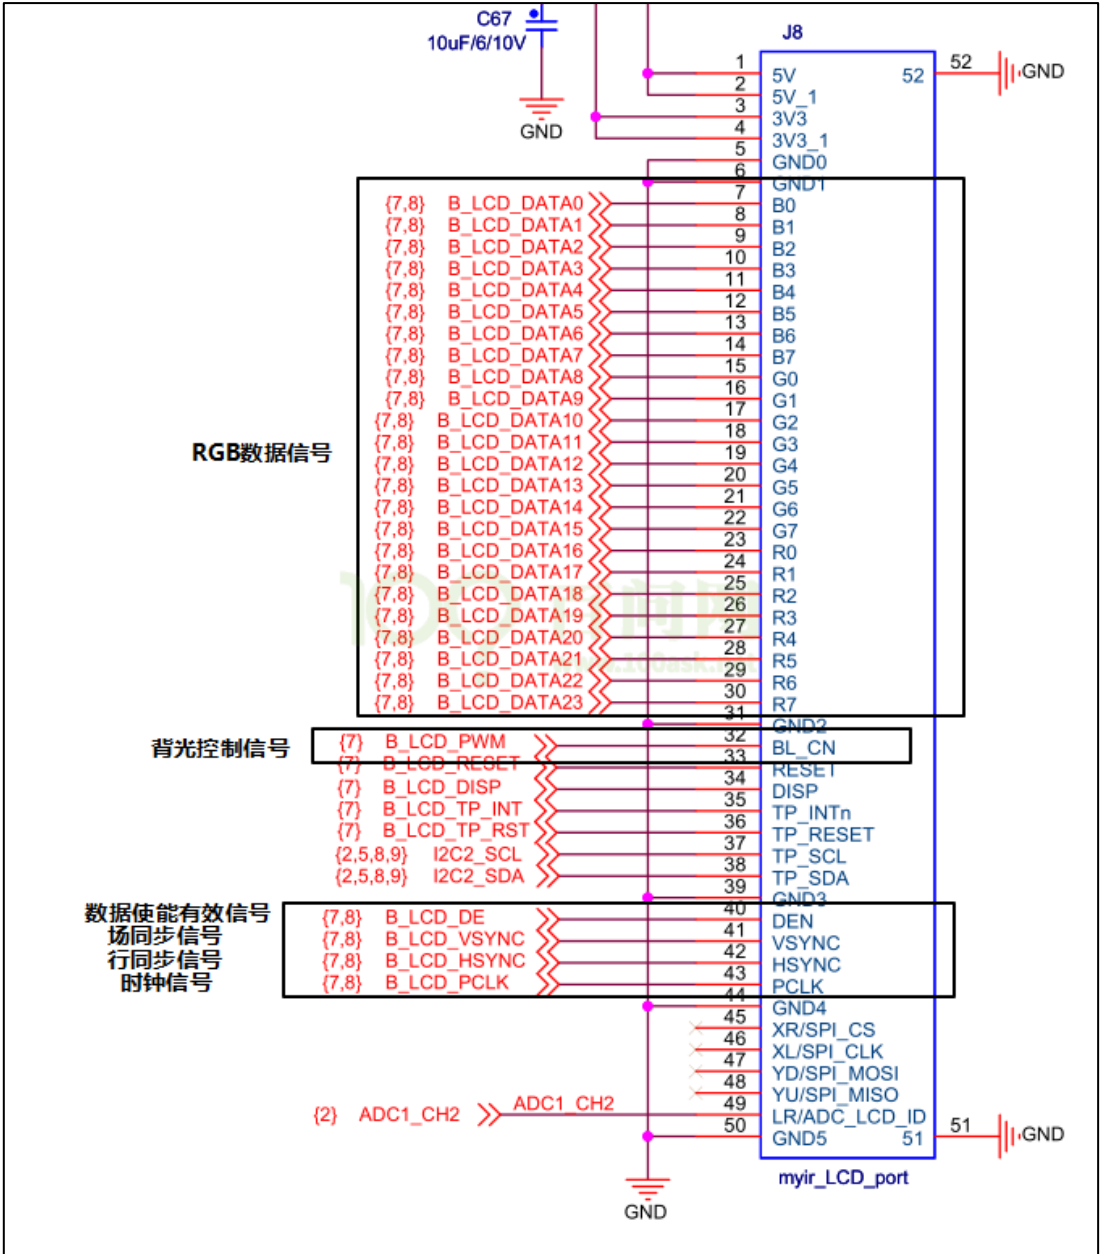 C67
10uF/6/10V
GND
J8
1 5V 52 52 GND
2 5V_1
3 3V3
4 3V3_1
5 GND0
6 GND1
{7,8} B_LCD_DATA0 7 B0
{7,8} B_LCD_DATA1 8 B1
{7,8} B_LCD_DATA2 9 B2
{7,8} B_LCD_DATA3 10 B3
{7,8} B_LCD_DATA4 11 B4
{7,8} B_LCD_DATA5 12 B5
{7,8} B_LCD_DATA6 13 B6
{7,8} B_LCD_DATA7 14 B7
{7,8} B_LCD_DATA8 15 G0
{7,8} B_LCD_DATA9 16 G1
{7,8} B_LCD_DATA10 17 G2
{7,8} B_LCD_DATA11 18 G3
RGB数据信号
{7,8} B_LCD_DATA12 19 G4
{7,8} B_LCD_DATA13 20 G5
{7,8} B_LCD_DATA14 21 G6
{7,8} B_LCD_DATA15 22 G7
{7,8} B_LCD_DATA16 23 R0
{7,8} B_LCD_DATA17 24 R1
{7,8} B_LCD_DATA18 25 R2
{7,8} B_LCD_DATA19 26 R3
{7,8} B_LCD_DATA20 27 R4
{7,8} B_LCD_DATA21 28 R5
{7,8} B_LCD_DATA22 29 R6
{7,8} B_LCD_DATA23 30 R7
31 GND2
背光控制信号 {7} B_LCD_PWM 32 BL_CN
{7} B_LCD_RESET 33 RESET
{7} B_LCD_DISP 34 DISP
{7} B_LCD_TP_INT 35 TP_INTn
{7} B_LCD_TP_RST 36 TP_RESET
{2,5,8,9} I2C2_SCL 37 TP_SCL
{2,5,8,9} I2C2_SDA 38 TP_SDA
39 GND3
数据使能有效信号 {7,8} B_LCD_DE 40 DEN
场同步信号 {7,8} B_LCD_VSYNC 41 VSYNC
行同步信号 {7,8} B_LCD_HSYNC 42 HSYNC
时钟信号 {7,8} B_LCD_PCLK 43 PCLK
44 GND4
45 XR/SPI_CS
46 XL/SPI_CLK
47 YD/SPI_MOSI
48 YU/SPI_MISO
{2} ADC1_CH2 ADC1_CH2 49 LR/ADC_LCD_ID
50 GND5 51 51 GND
myir_LCD_port
GND